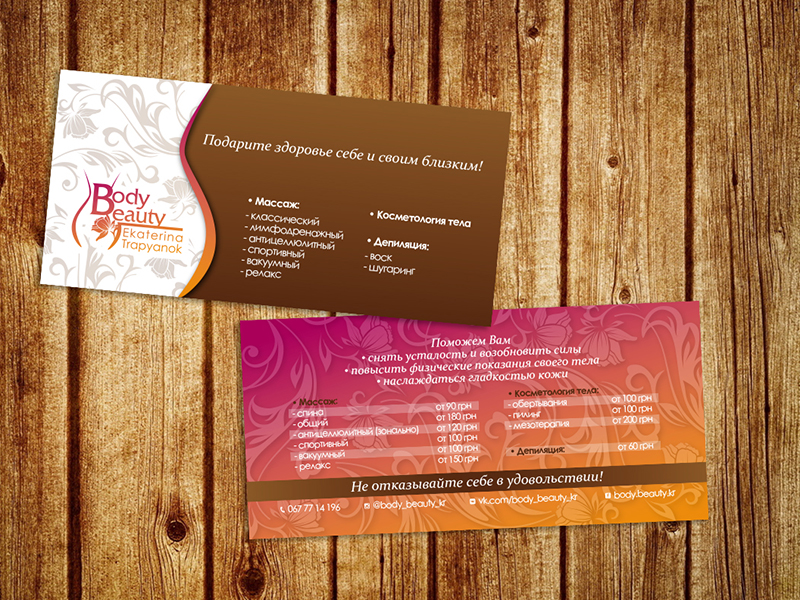 Подарите здоровье себе и своим близким!
Body
Beauty
Ekaterina
Trapyanok
• Массаж:
- классический
- лимфодренажный
- антицеллюлитный
- спортивный
- вакуумный
- релакс
• Косметология тела
• Депиляция:
- воск
- шугаринг
Поможем Вам
• снять усталость и возобновить силы
• повысить физические показания своего тела
• наслаждаться гладкостью кожи
• Массаж:
- спина от 90 грн
- общий от 180 грн
- антицеллюлитный (зонально) от 120 грн
- спортивный от 100 грн
- вакуумный от 100 грн
- релакс от 150 грн
• Косметология тела:
- обертывания от 100 грн
- пилинг от 100 грн
- мезотерапия от 200 грн
• Депиляция: от 60 грн
Не отказывайте себе в удовольствии!
067 77 14 196 @body_beauty_kr vk.com/body_beauty_kr body.beauty.kr